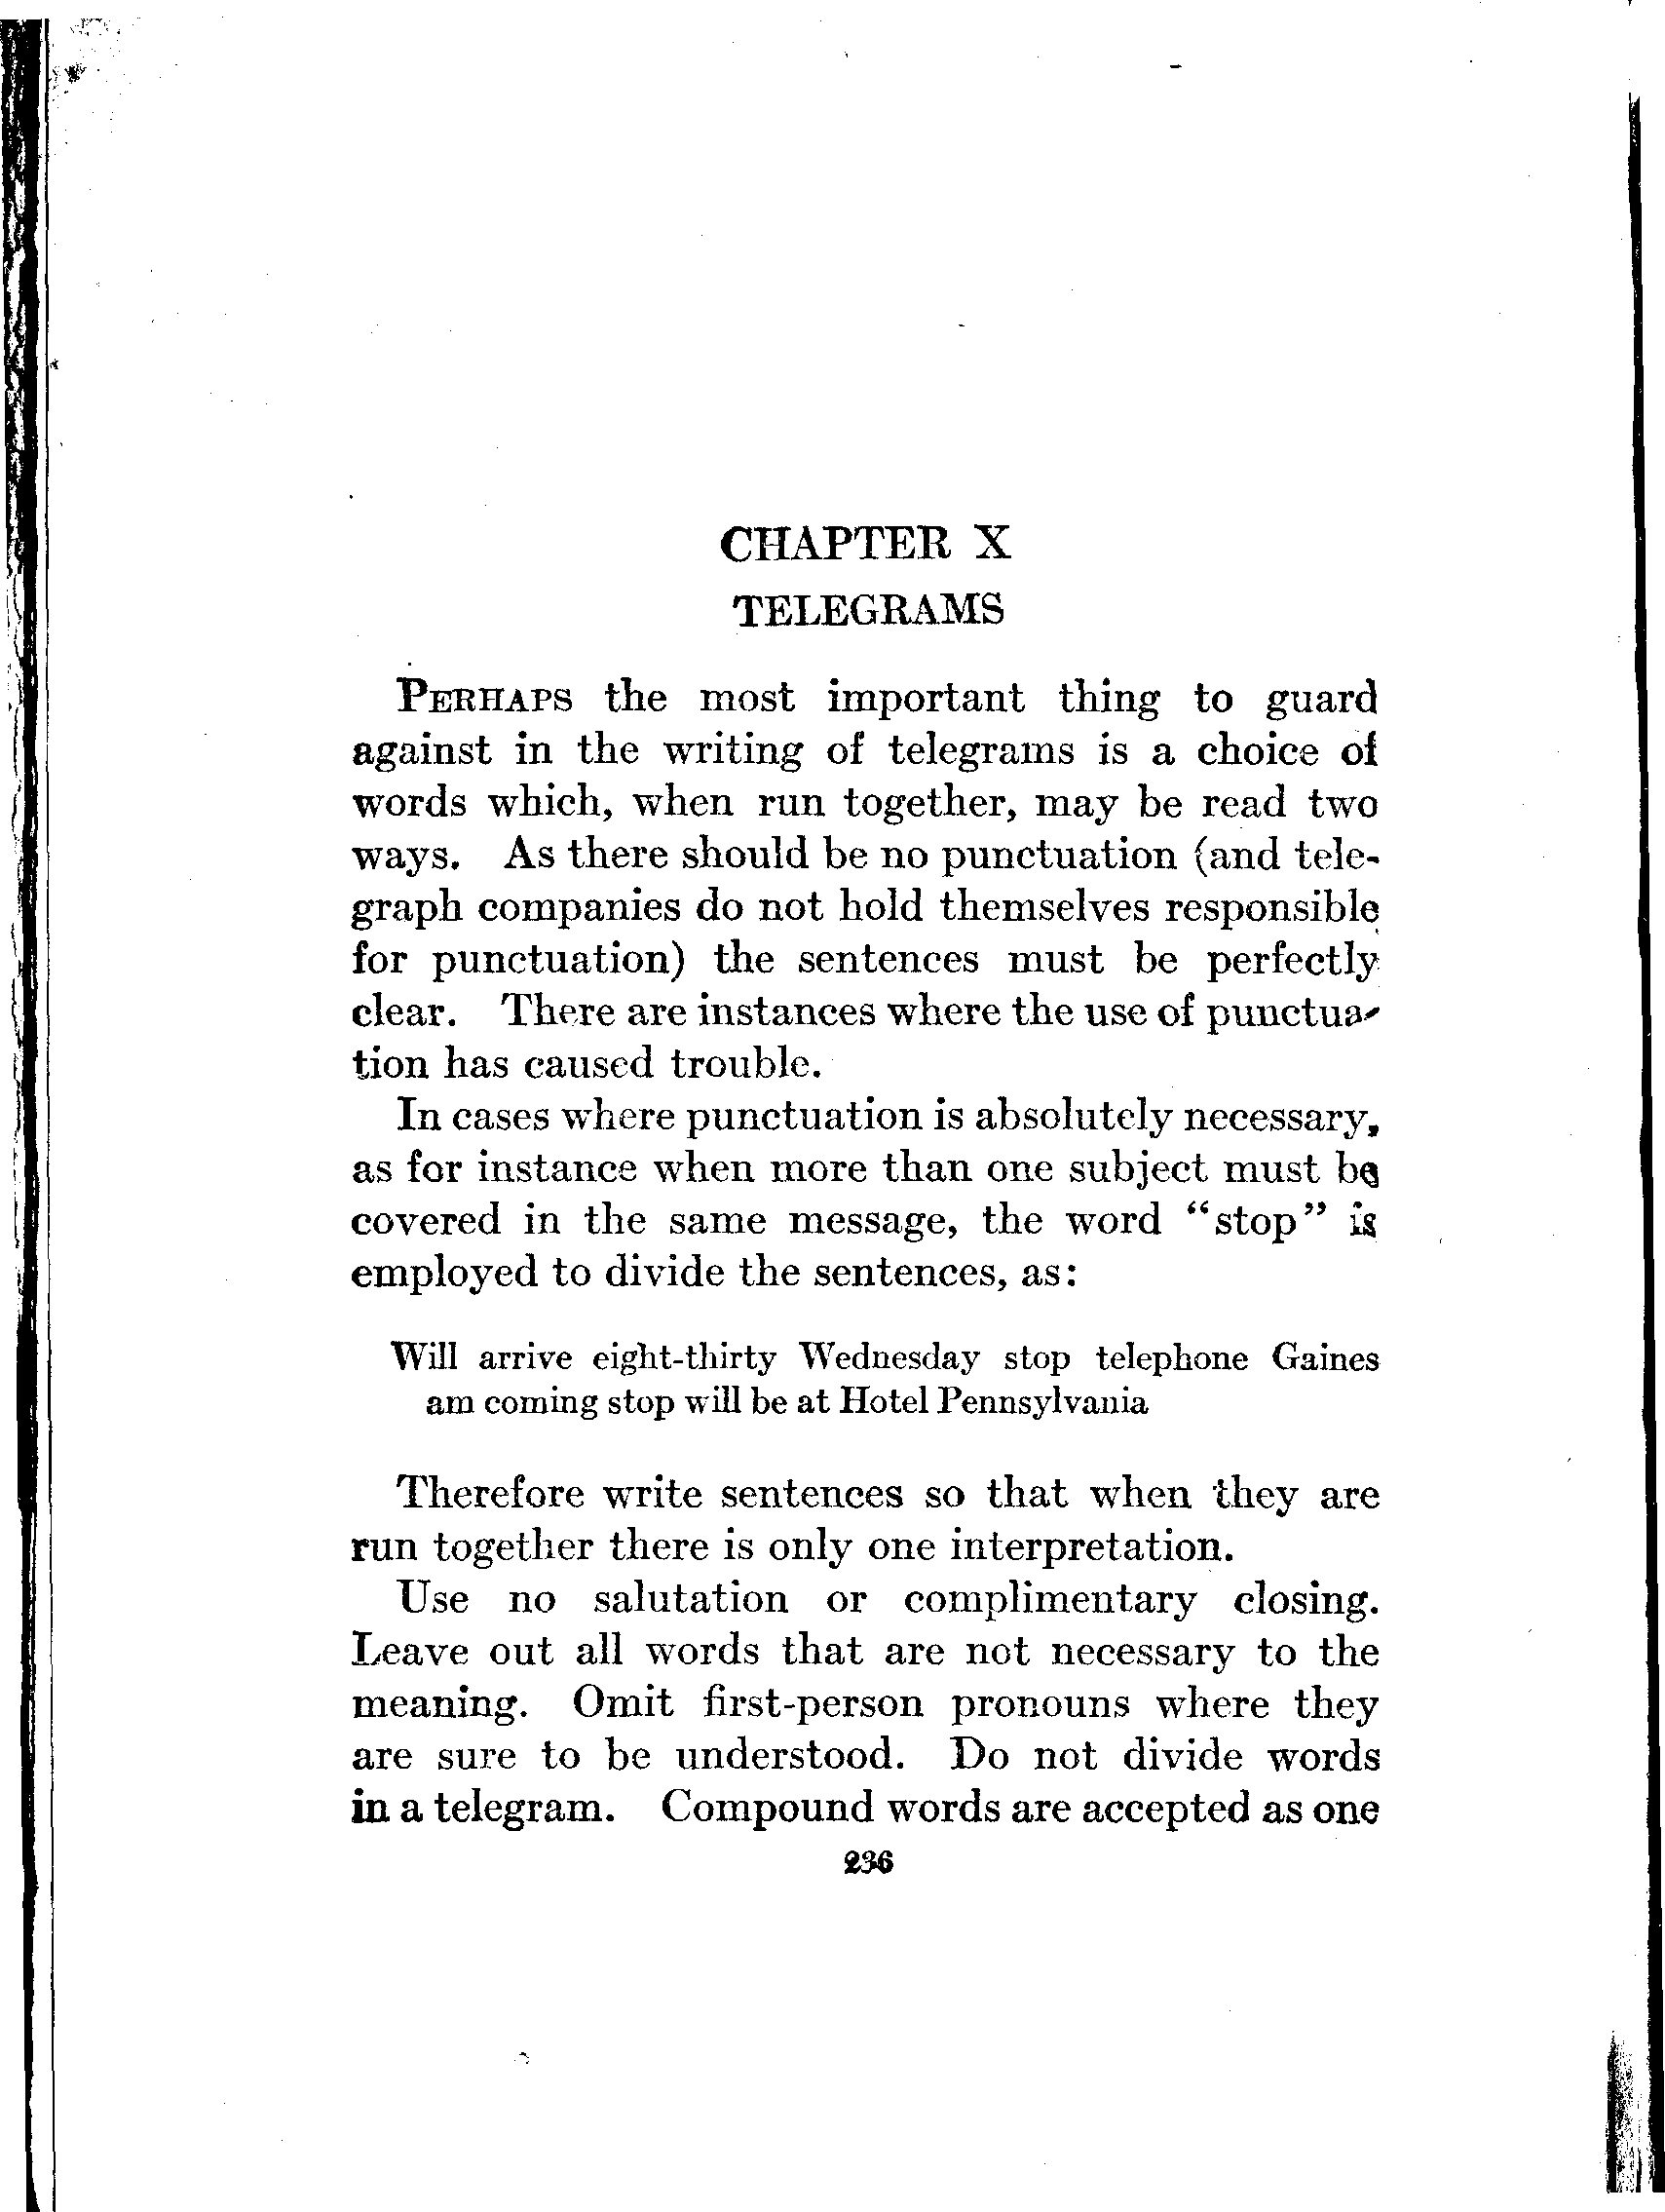 CHAPTER X
TELEGRAMS
PERHAPS the most important thing to guard
against in the writing of telegrams is a choice of
words which, when run together, may be read two
ways. As there should be no punctuation (and tele-
graph companies do not hold themselves responsible
for punctuation) the sentences must be perfectly
clear. There are instances where the use of punctua-
tion has caused trouble.
In cases where punctuation is absolutely necessary,
as for instance when more than one subject must be
covered in the same message, the word "stop" is
employed to divide the sentences, as:
Will arrive eight-thirty Wednesday stop telephone Gaines
am coming stop will be at Hotel Pennsylvania
Therefore write sentences so that when they are
run together there is only one interpretation.
Use no salutation or complimentary closing.
Leave out all words that are not necessary to the
meaning. Omit first-person pronouns where they
are sure to be understood. Do not divide words
in a telegram. Compound words are accepted as one
236